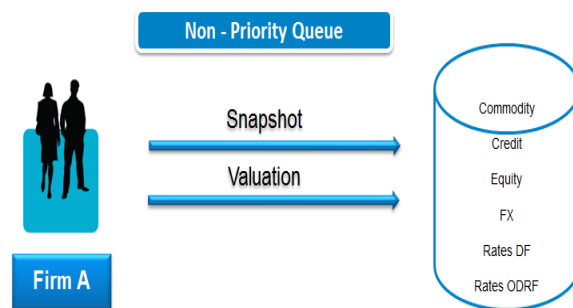 Non - Priority Queue
Snapshot
Valuation
Firm A
Commodity
Credit
Equity
FX
Rates DF
Rates ODRF